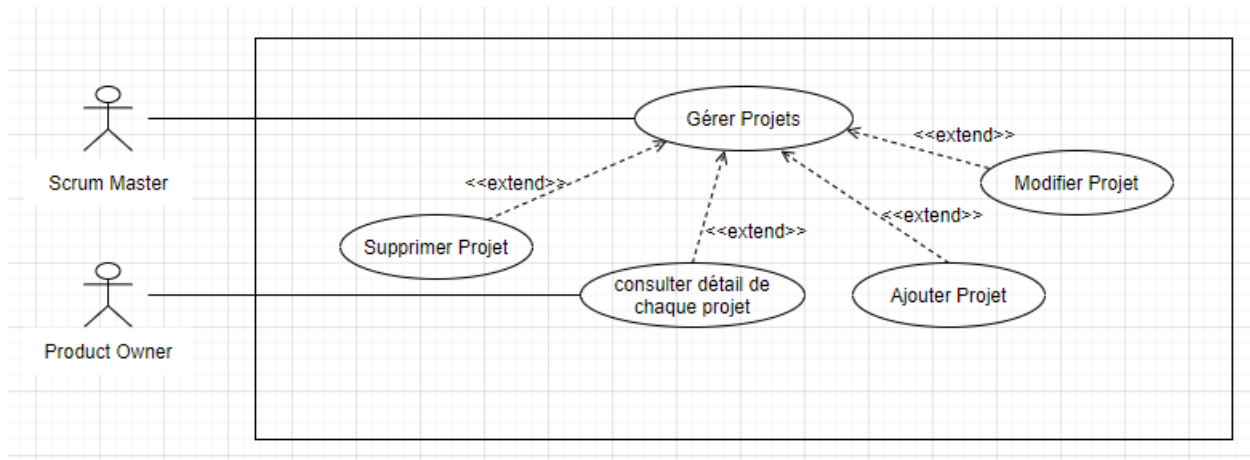 Gérer Projets
<<extend>>
Scrum Master
<<extend>>
Modifier Projet
<<extend>>
<<extend>>
Supprimer Projet
consulter détail de
chaque projet
Ajouter Projet
Product Owner